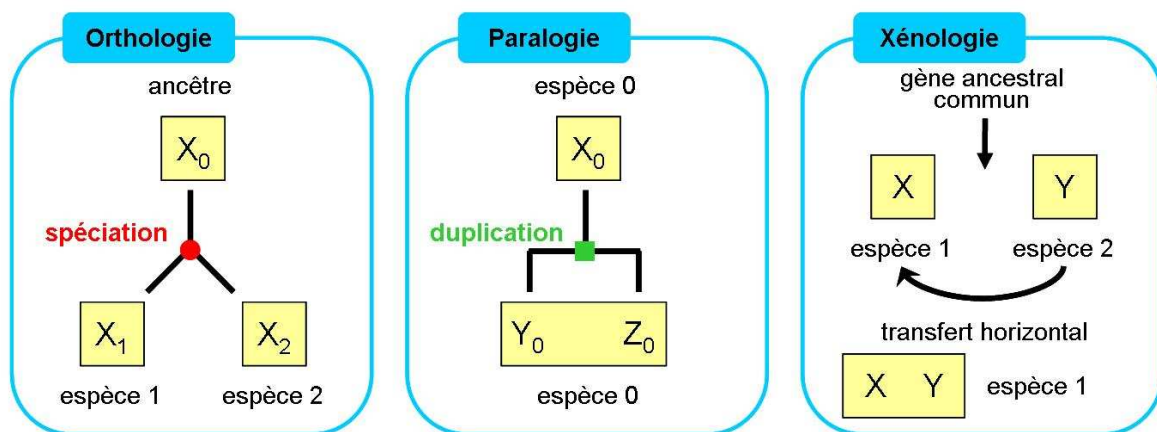 Orthologie
ancêtre
X₀
spéciation
X₁
X₂
espèce 1
espèce 2
Paralogie
espèce 0
X₀
duplication
Y₀
Z₀
espèce 0
Xénologie
gène ancestral
commun
X
Y
espèce 1
espèce 2
transfert horizontal
X Y
espèce 1